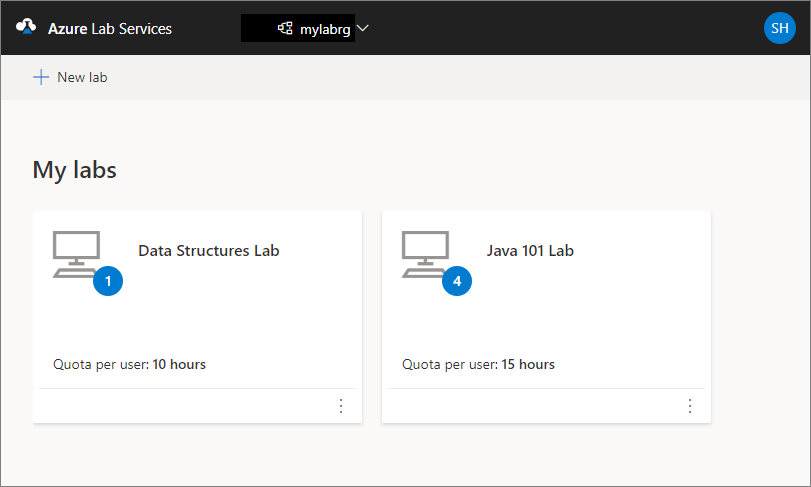 Azure Lab Services
mylabrg
SH
New lab
My labs
Data Structures Lab
1
Quota per user: 10 hours
Java 101 Lab
4
Quota per user: 15 hours